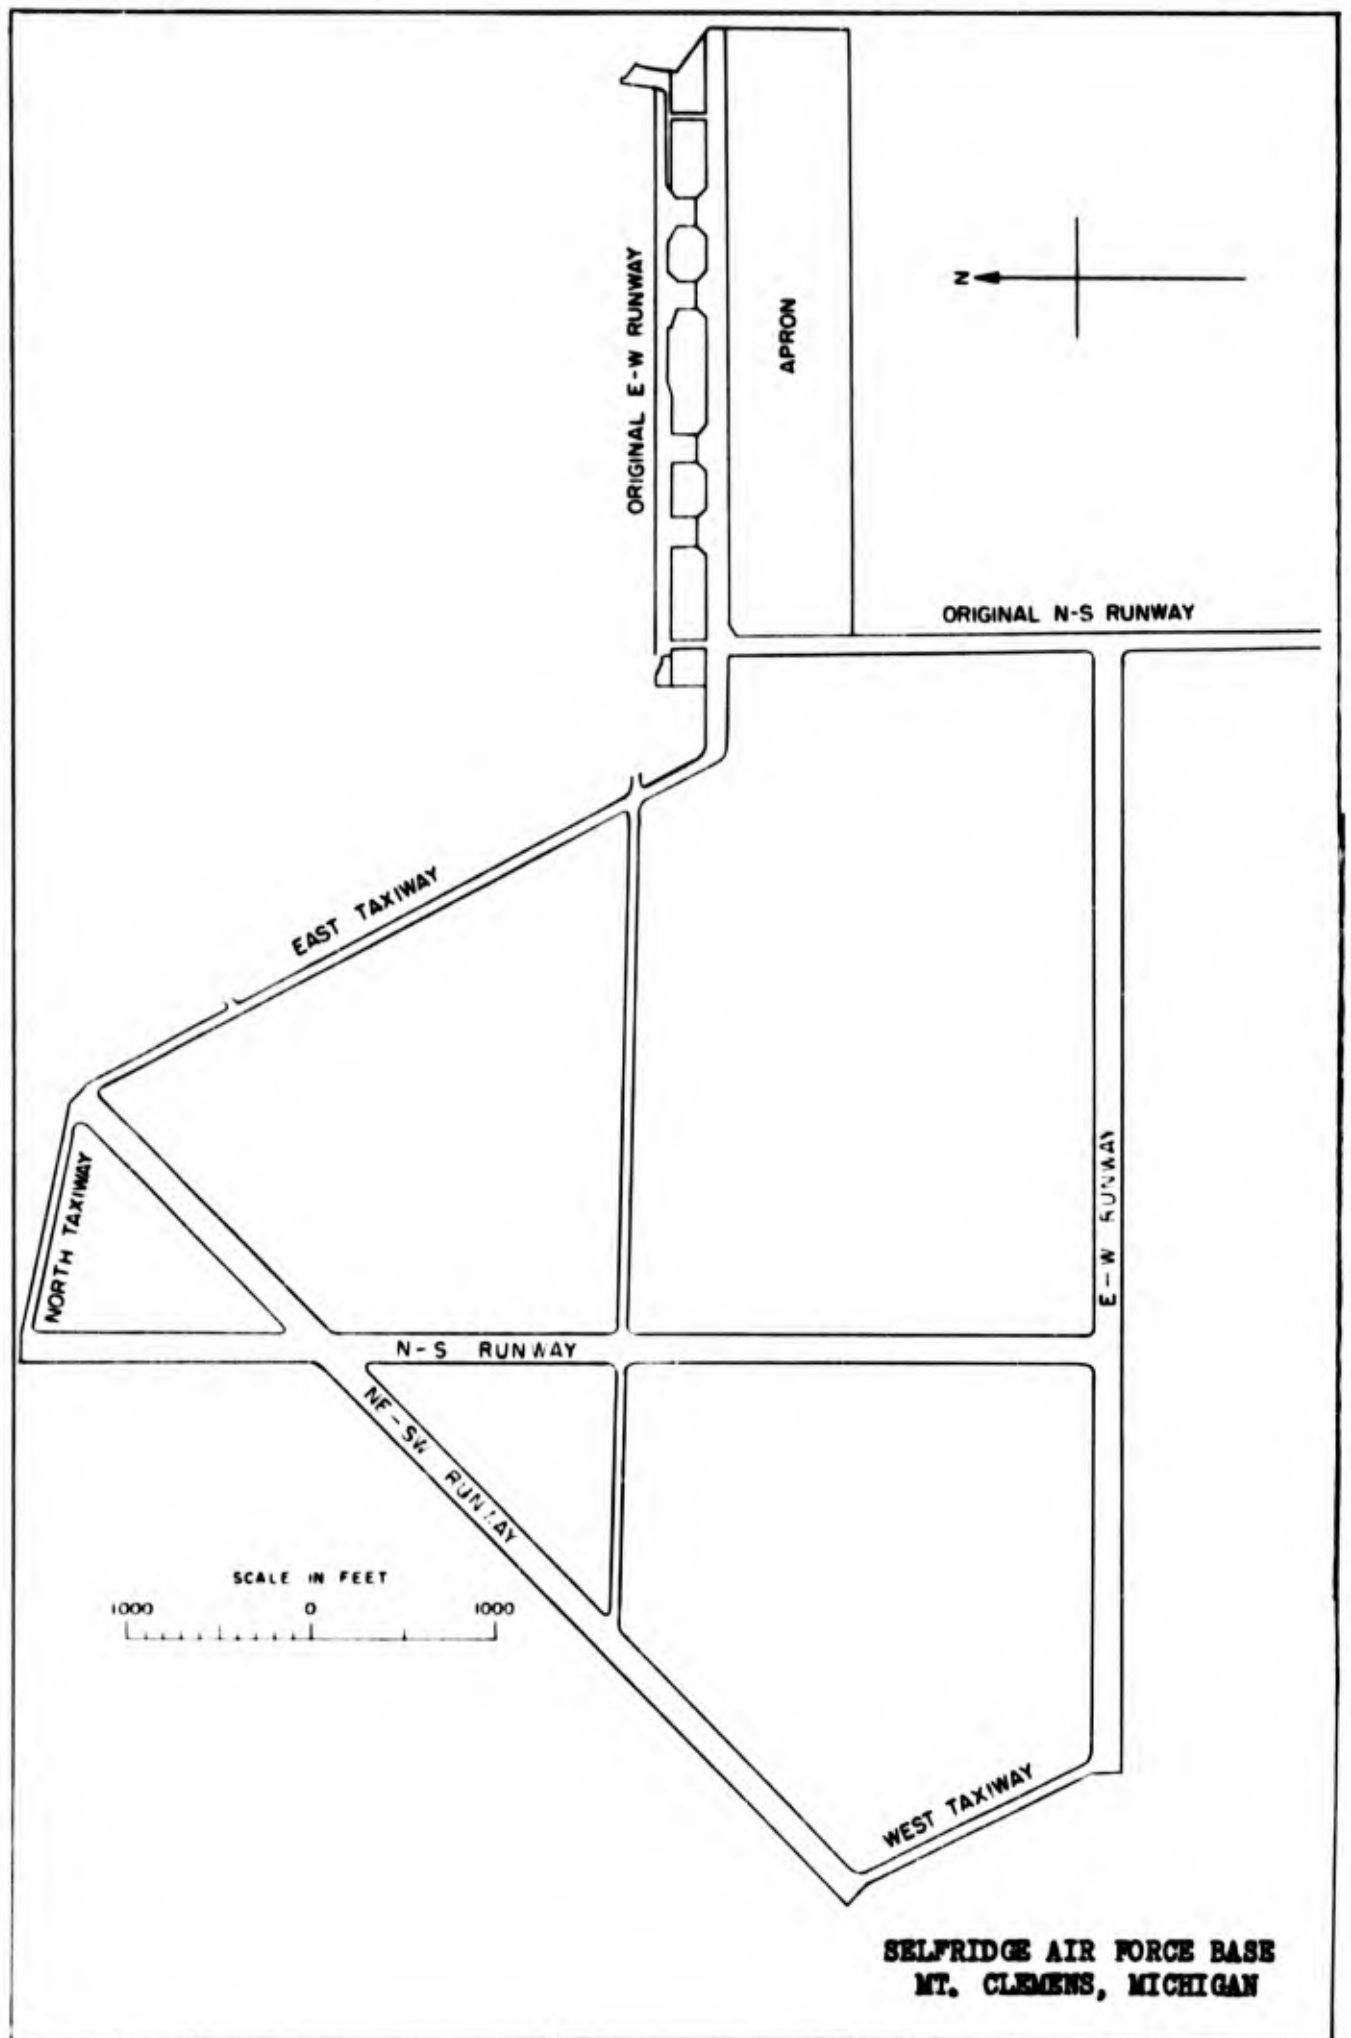 ORIGINAL E-W RUNWAY
APRON
N
ORIGINAL N-S RUNWAY
EAST TAXIWAY
NORTH TAXIWAY
E-W RUNWAY
N-S RUNWAY
NE-SW RUNWAY
SCALE IN FEET
1000 0 1000
WEST TAXIWAY
SELFRIDGE AIR FORCE BASE
MT. CLEMENS, MICHIGAN